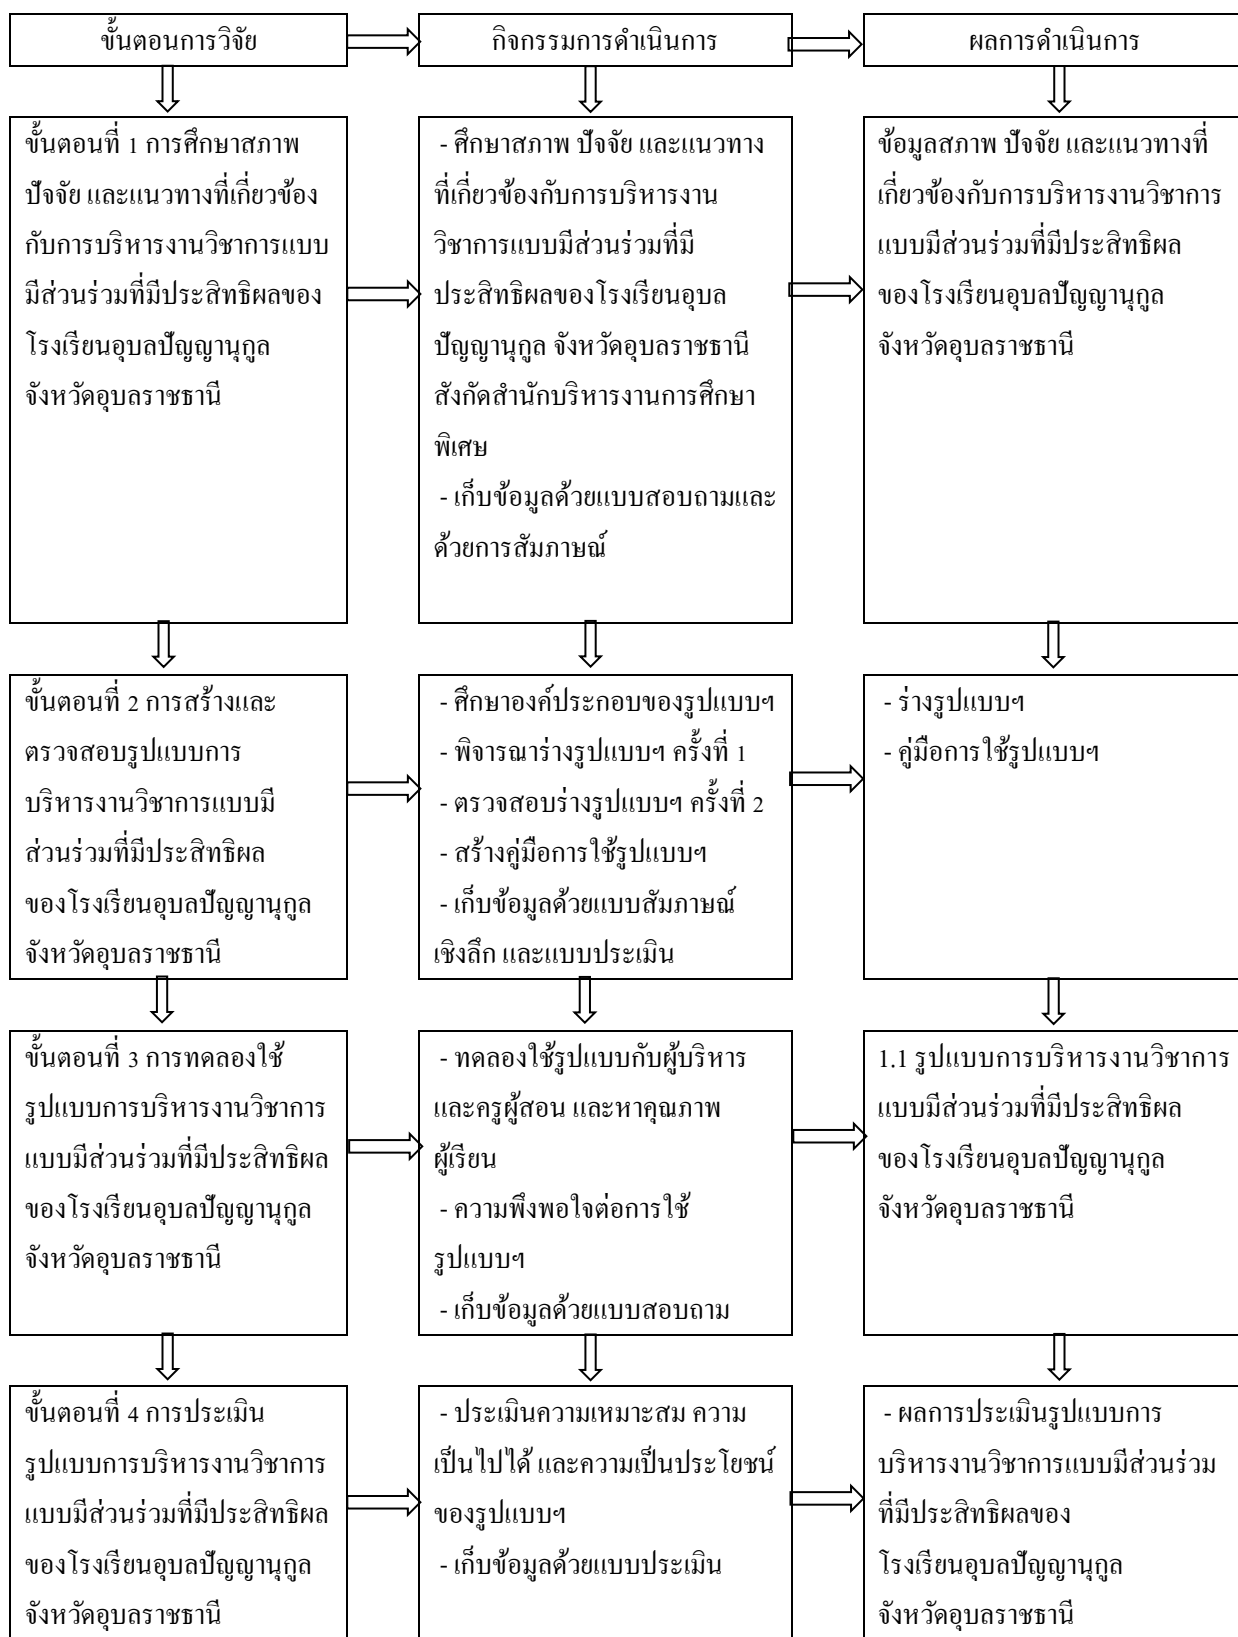 ขั้นตอนการวิจัย
กิจกรรมการดำเนินการ
ผลการดำเนินการ
ขั้นตอนที่ 1 การศึกษาสภาพ
ปัจจัย และแนวทางที่เกี่ยวข้อง
กับการบริหารงานวิชาการแบบ
มีส่วนร่วมที่มีประสิทธิผลของ
โรงเรียนอุบลปัญญานุกูล
จังหวัดอุบลราชธานี
- ศึกษาสภาพ ปัจจัย และแนวทาง
ที่เกี่ยวข้องกับการบริหารงาน
วิชาการแบบมีส่วนร่วมที่มี
ประสิทธิผลของโรงเรียนอุบล
ปัญญานุกูล จังหวัดอุบลราชธานี
สังกัดสำนักบริหารงานการศึกษา
พิเศษ
- เก็บข้อมูลด้วยแบบสอบถามและ
ด้วยการสัมภาษณ์
ข้อมูลสภาพ ปัจจัย และแนวทางที่
เกี่ยวข้องกับการบริหารงานวิชาการ
แบบมีส่วนร่วมที่มีประสิทธิผล
ของโรงเรียนอุบลปัญญานุกูล
จังหวัดอุบลราชธานี
ขั้นตอนที่ 2 การสร้างและ
ตรวจสอบรูปแบบการ
บริหารงานวิชาการแบบมี
ส่วนร่วมที่มีประสิทธิผล
ของโรงเรียนอุบลปัญญานุกูล
จังหวัดอุบลราชธานี
- ศึกษาองค์ประกอบของรูปแบบฯ
- พิจารณาร่างรูปแบบฯ ครั้งที่ 1
- ตรวจสอบร่างรูปแบบฯ ครั้งที่ 2
- สร้างคู่มือการใช้รูปแบบฯ
- เก็บข้อมูลด้วยแบบสัมภาษณ์
เชิงลึก และแบบประเมิน
- ร่างรูปแบบฯ
- คู่มือการใช้รูปแบบฯ
ขั้นตอนที่ 3 การทดลองใช้
รูปแบบการบริหารงานวิชาการ
แบบมีส่วนร่วมที่มีประสิทธิผล
ของโรงเรียนอุบลปัญญานุกูล
จังหวัดอุบลราชธานี
- ทดลองใช้รูปแบบกับผู้บริหาร
และครูผู้สอน และหาคุณภาพ
ผู้เรียน
- ความพึงพอใจต่อการใช้
รูปแบบฯ
- เก็บข้อมูลด้วยแบบสอบถาม
1.1 รูปแบบการบริหารงานวิชาการ
แบบมีส่วนร่วมที่มีประสิทธิผล
ของโรงเรียนอุบลปัญญานุกูล
จังหวัดอุบลราชธานี
ขั้นตอนที่ 4 การประเมิน
รูปแบบการบริหารงานวิชาการ
แบบมีส่วนร่วมที่มีประสิทธิผล
ของโรงเรียนอุบลปัญญานุกูล
จังหวัดอุบลราชธานี
- ประเมินความเหมาะสม ความ
เป็นไปได้ และความเป็นประโยชน์
ของรูปแบบฯ
- เก็บข้อมูลด้วยแบบประเมิน
- ผลการประเมินรูปแบบการ
บริหารงานวิชาการแบบมีส่วนร่วม
ที่มีประสิทธิผลของ
โรงเรียนอุบลปัญญานุกูล
จังหวัดอุบลราชธานี